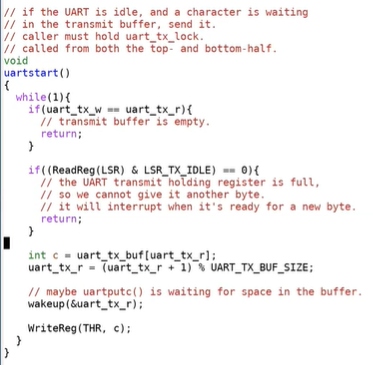 // if the UART is idle, and a character is waiting
// in the transmit buffer, send it.
// caller must hold uart_tx_lock.
// called from both the top- and bottom-half.
void
uartstart()
{
  while(1){
    if(uart_tx_w == uart_tx_r){
      // transmit buffer is empty.
      return;
    }

    if((ReadReg(LSR) & LSR_TX_IDLE) == 0){
      // the UART transmit holding register is full,
      // so we cannot give it another byte.
      // it will interrupt when it's ready for a new byte.
      return;
    }

    int c = uart_tx_buf[uart_tx_r];
    uart_tx_r = (uart_tx_r + 1) % UART_TX_BUF_SIZE;

    // maybe uartputc() is waiting for space in the buffer.
    wakeup(&uart_tx_r);

    WriteReg(THR, c);
  }
}